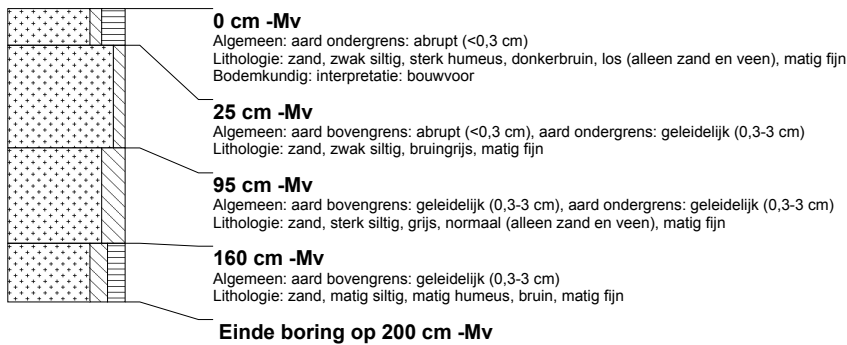 0 cm -Mv
Algemeen: aard ondergrens: abrupt (<0,3 cm)
Lithologie: zand, zwak siltig, sterk humeus, donkerbruin, los (alleen zand en veen), matig fijn
Bodemkundig: interpretatie: bouwvoor
25 cm -Mv
Algemeen: aard bovengrens: abrupt (<0,3 cm), aard ondergrens: geleidelijk (0,3-3 cm)
Lithologie: zand, zwak siltig, bruingrijs, matig fijn
95 cm -Mv
Algemeen: aard bovengrens: geleidelijk (0,3-3 cm), aard ondergrens: geleidelijk (0,3-3 cm)
Lithologie: zand, sterk siltig, grijs, normaal (alleen zand en veen), matig fijn
160 cm -Mv
Algemeen: aard bovengrens: geleidelijk (0,3-3 cm)
Lithologie: zand, matig siltig, matig humeus, bruin, matig fijn
Einde boring op 200 cm -Mv